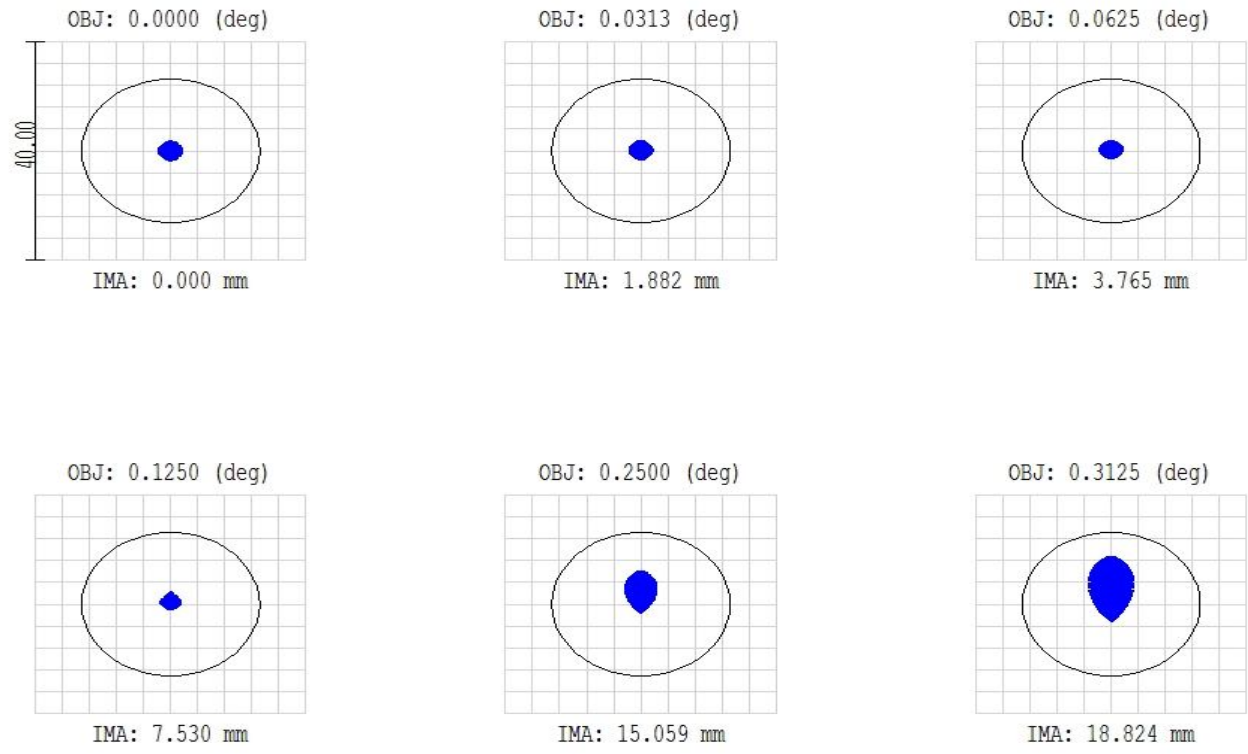 OBJ: 0.0000 (deg)
OBJ: 0.0313 (deg)
OBJ: 0.0625 (deg)
40.00
IMA: 0.000 mm
IMA: 1.882 mm
IMA: 3.765 mm
OBJ: 0.1250 (deg)
OBJ: 0.2500 (deg)
OBJ: 0.3125 (deg)
IMA: 7.530 mm
IMA: 15.059 mm
IMA: 18.824 mm